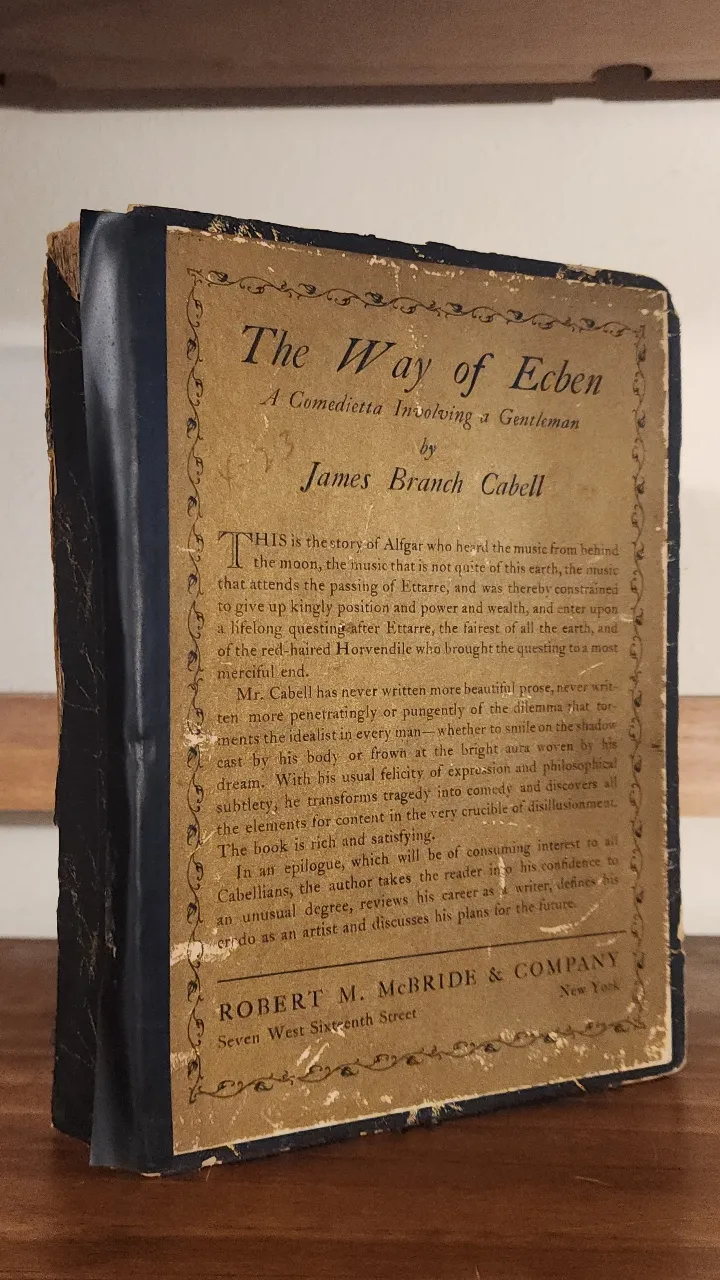 The Way of Ecben
A Comedietta Involving a Gentleman
by
James Branch Cabell
THIS is the story of Alfgar who heard the music from behind
the moon, the music that is not quite of this earth, the music
that attends the passing of Ettarre, and was thereby constrained
to give up kingly position and power and wealth, and enter upon
a lifelong questing after Ettarre, the fairest of all the earth, and
of the red-haired Horvendile who brought the questing to a most
merciful end.
Mr. Cabell has never written more beautiful prose, never writ-
ten more penetratingly or pungently of the dilemma that tor-
ments the idealist in every man—whether to smile on the shadow
cast by his body or frown at the bright aura woven by his
dream. With his usual felicity of expression and philosophical
subtlety, he transforms tragedy into comedy and discovers all
the elements for content in the very crucible of disillusionment.
The book is rich and satisfying.
In an epilogue, which will be of consuming interest to all
Cabellians, the author takes the reader into his confidence to
an unusual degree, reviews his career as a writer, defines his
credo as an artist and discusses his plans for the future.
ROBERT M. McBRIDE & COMPANY
Seven West Sixteenth Street New York